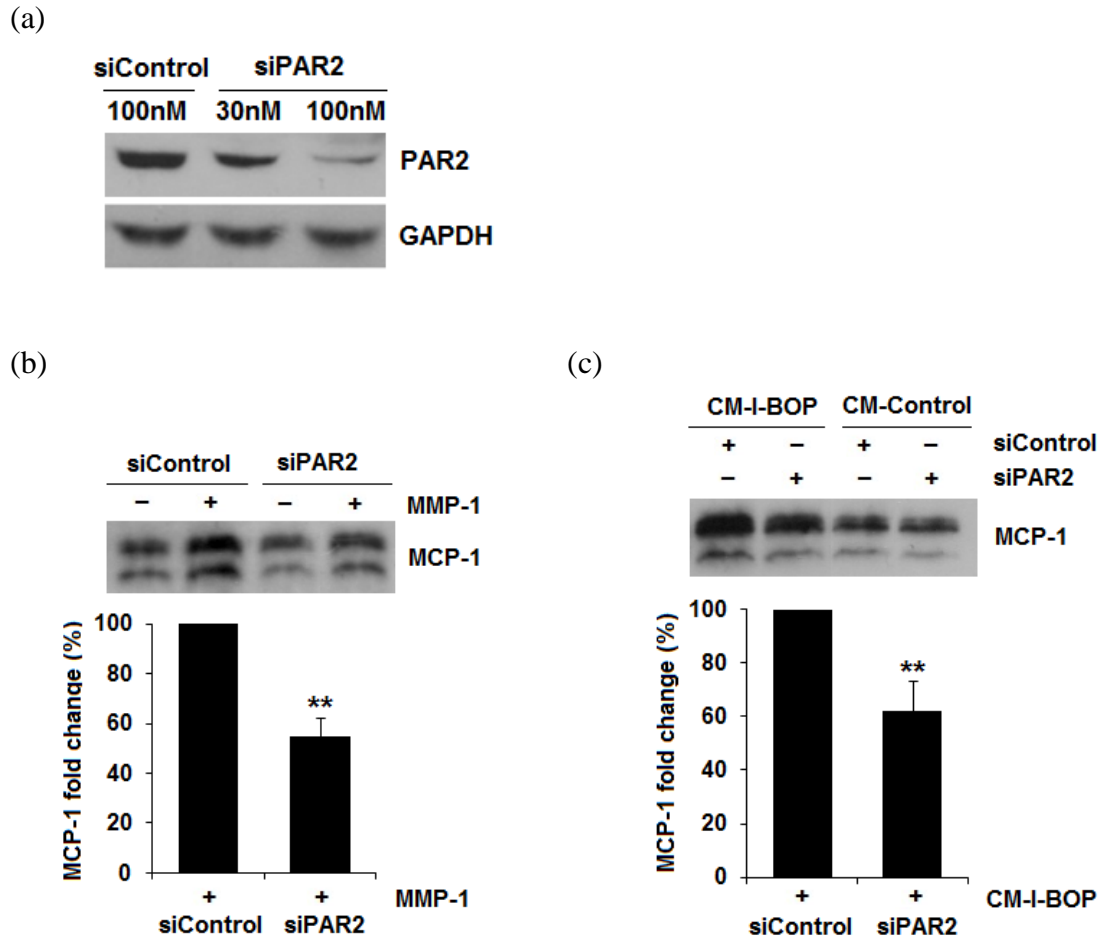 (a)
siControl siPAR2
100nM 30nM 100nM
PAR2
GAPDH
(b)
siControl siPAR2
– + – + MMP-1
MCP-1
MCP-1 fold change (%)
100
80
60
40
20
0
**
+ + MMP-1
siControl siPAR2
(c)
CM-I-BOP CM-Control
+ – + – siControl
– + – + siPAR2
MCP-1
MCP-1 fold change (%)
100
80
60
40
20
0
**
+ + CM-I-BOP
siControl siPAR2